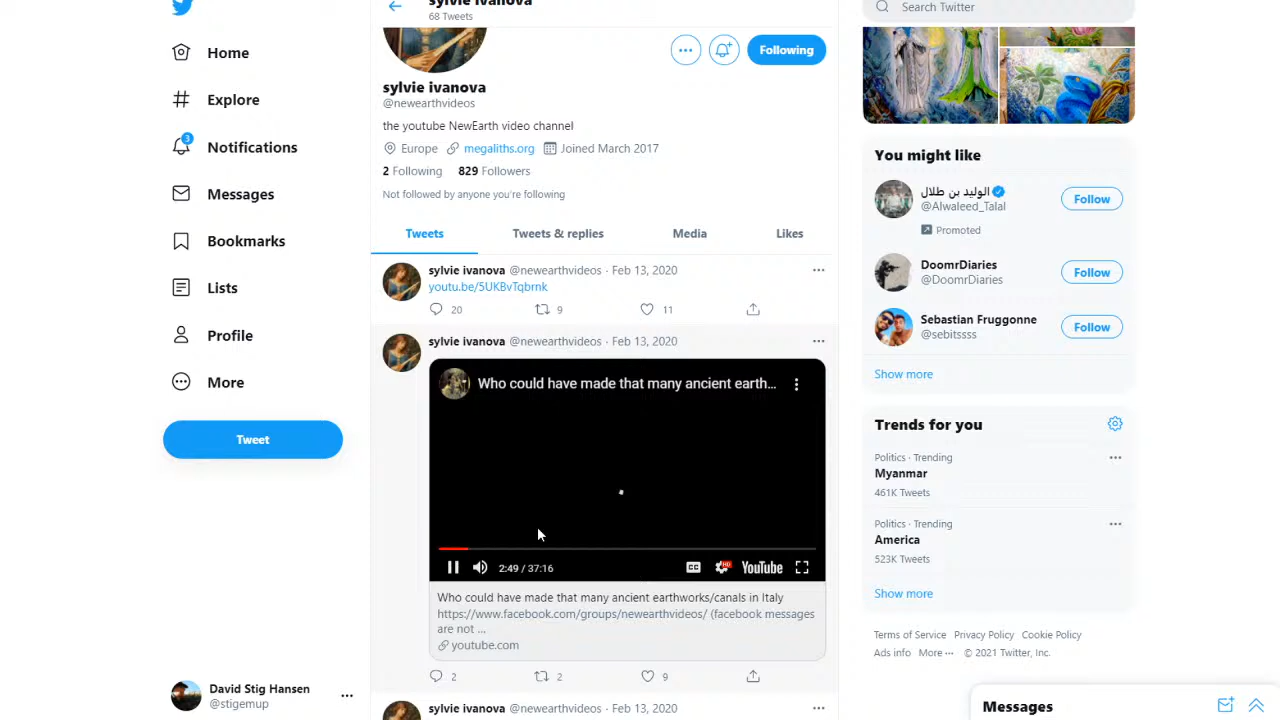 sylvie ivanova
68 Tweets
Search Twitter
Home
Explore
3
Notifications
Messages
Bookmarks
Lists
Profile
More
Tweet
David Stig Hansen
@stigemup
Following
sylvie ivanova
@newearthvideos
the youtube NewEarth video channel
Europe megaliths.org Joined March 2017
2 Following 829 Followers
Not followed by anyone you're following
Tweets Tweets & replies Media Likes
sylvie ivanova @newearthvideos · Feb 13, 2020
youtu.be/5UKBvTqbrnk
20 9 11
sylvie ivanova @newearthvideos · Feb 13, 2020
Who could have made that many ancient earth...
2:49 / 37:16 CC HD YouTube
Who could have made that many ancient earthworks/canals in Italy
https://www.facebook.com/groups/newearthvideos/ (facebook messages
are not ...
youtube.com
2 2 9
sylvie ivanova @newearthvideos · Feb 13, 2020
You might like
الوليد بن طلال
@Alwaleed_Talal
Follow
Promoted
DoomrDiaries
@DoomrDiaries
Follow
Sebastian Fruggonne
@sebitssss
Follow
Show more
Trends for you
Politics · Trending
Myanmar
461K Tweets
Politics · Trending
America
523K Tweets
Show more
Terms of Service Privacy Policy Cookie Policy
Ads info More ··· © 2021 Twitter, Inc.
Messages